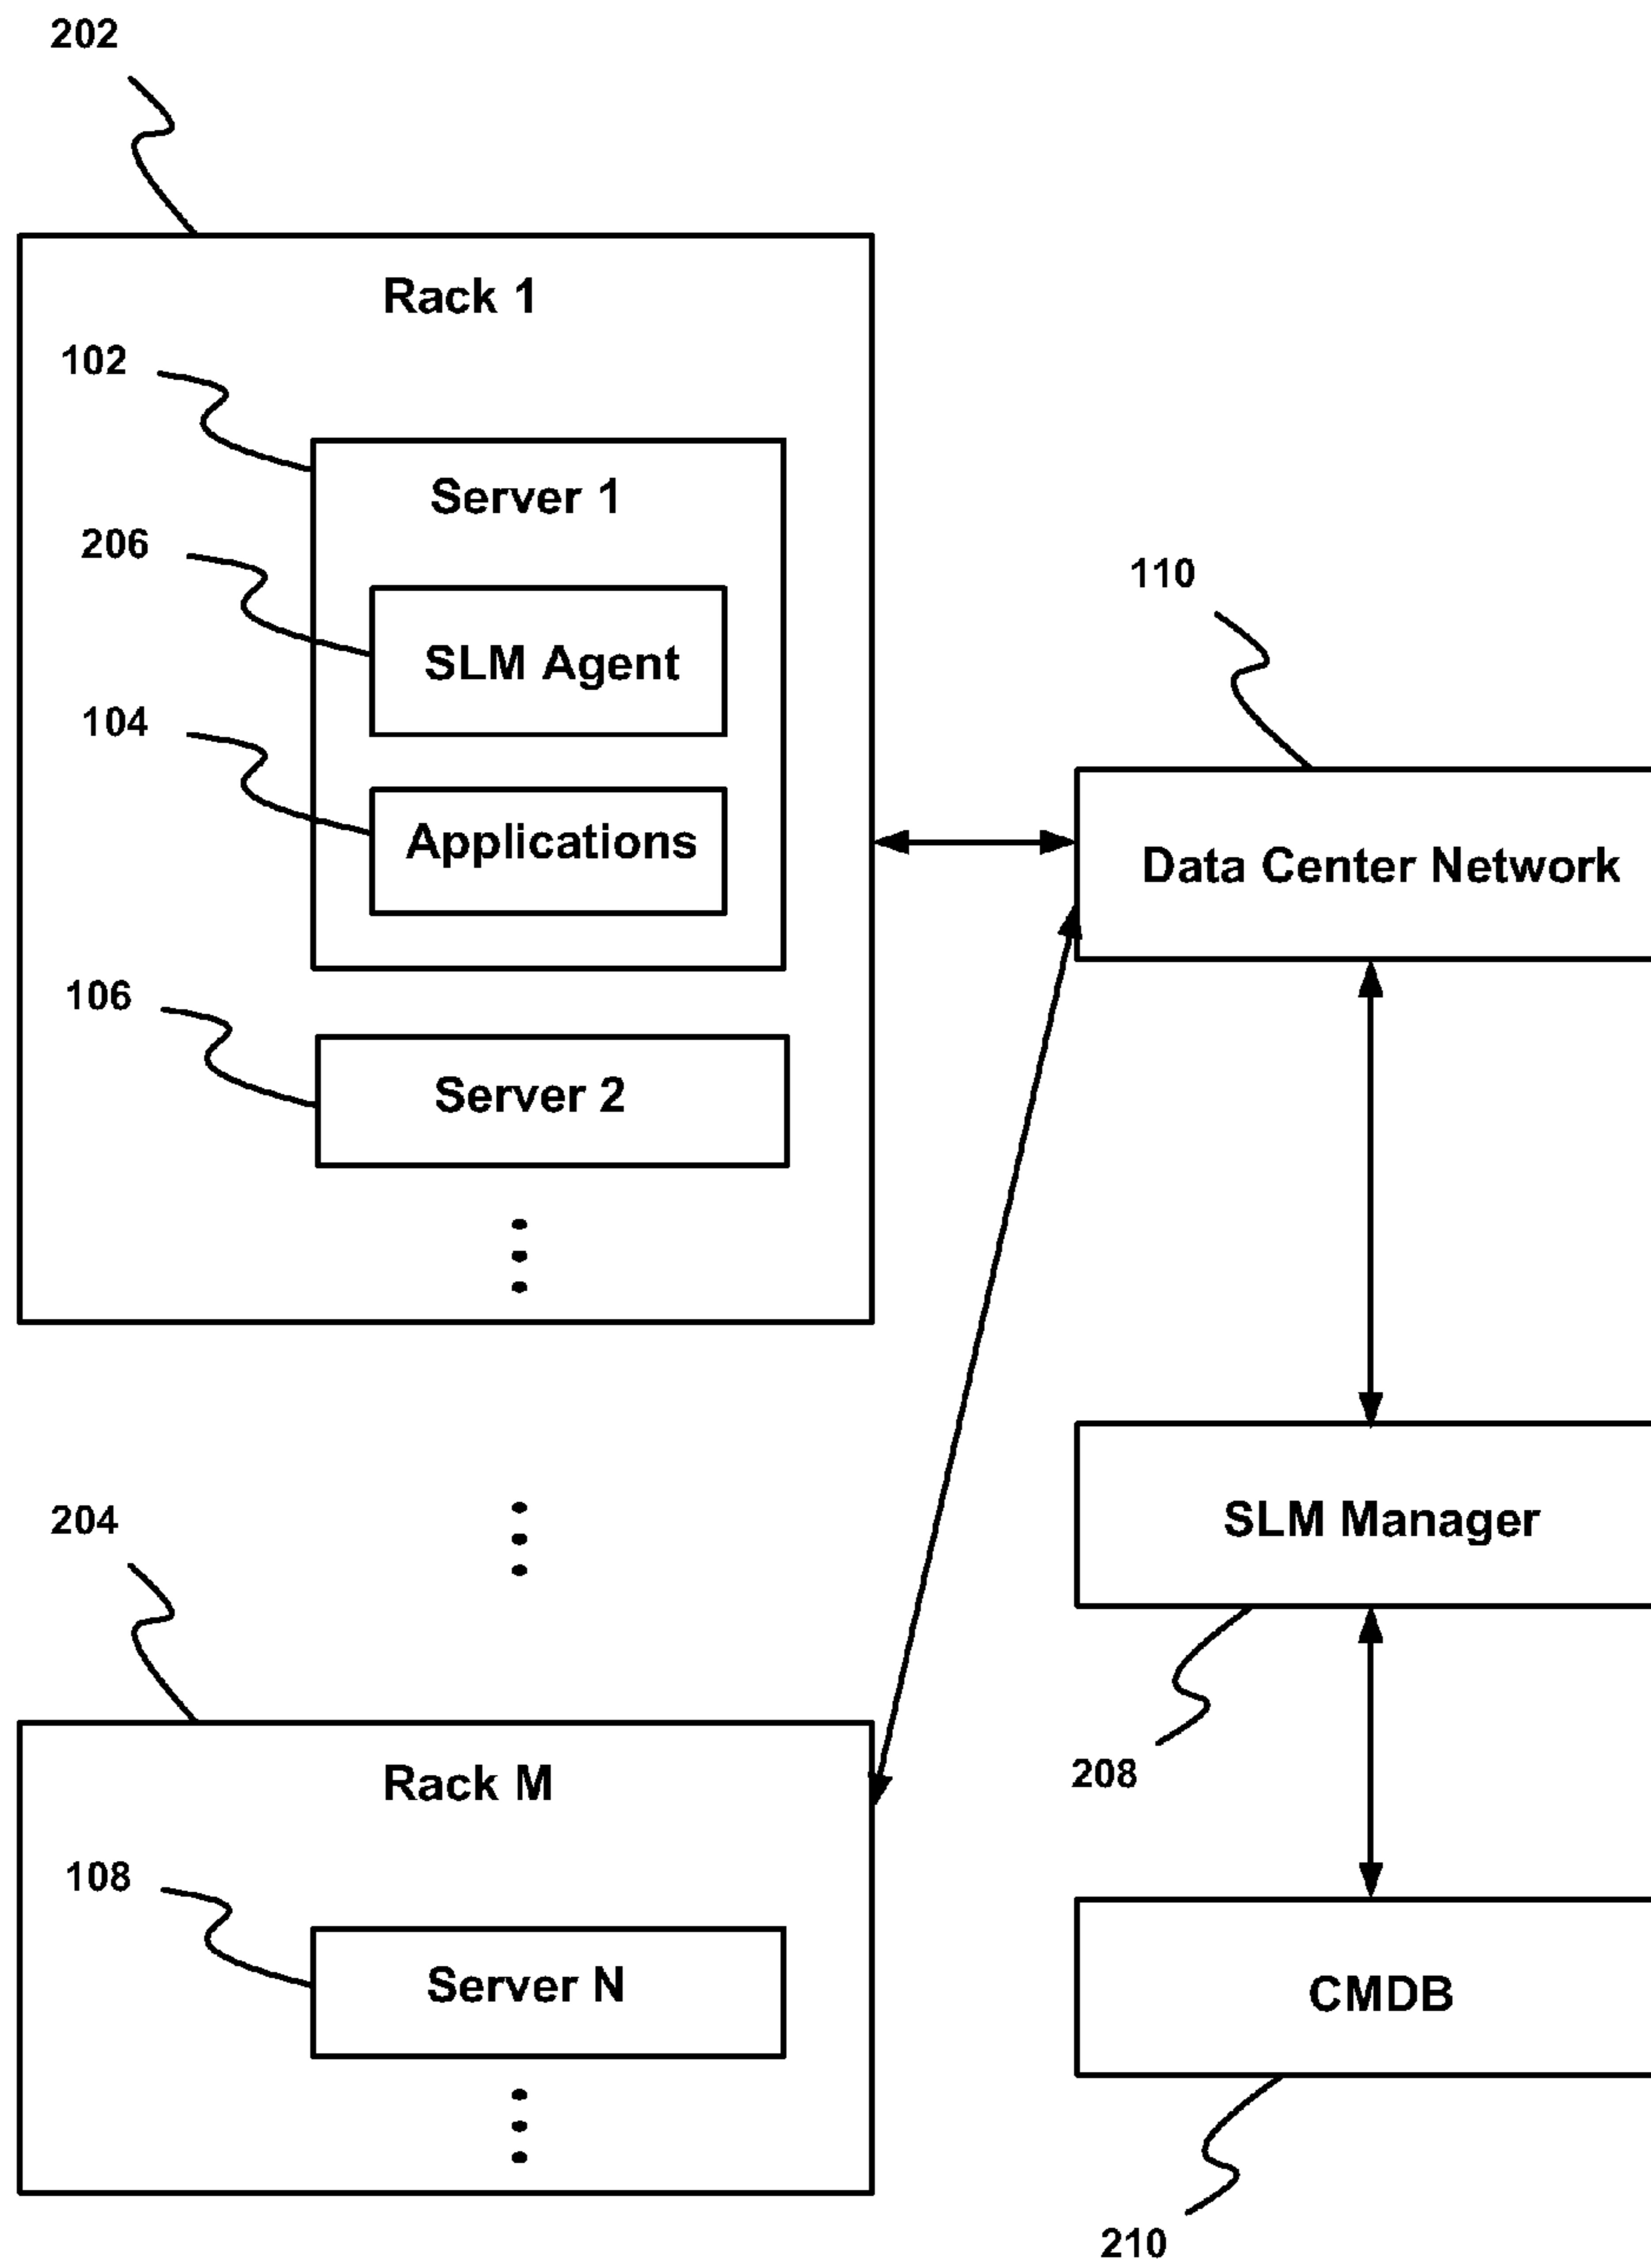 202
Rack 1
102
Server 1
206
SLM Agent
104
Applications
106
Server 2
110
Data Center Network
SLM Manager
208
204
Rack M
108
Server N
CMDB
210